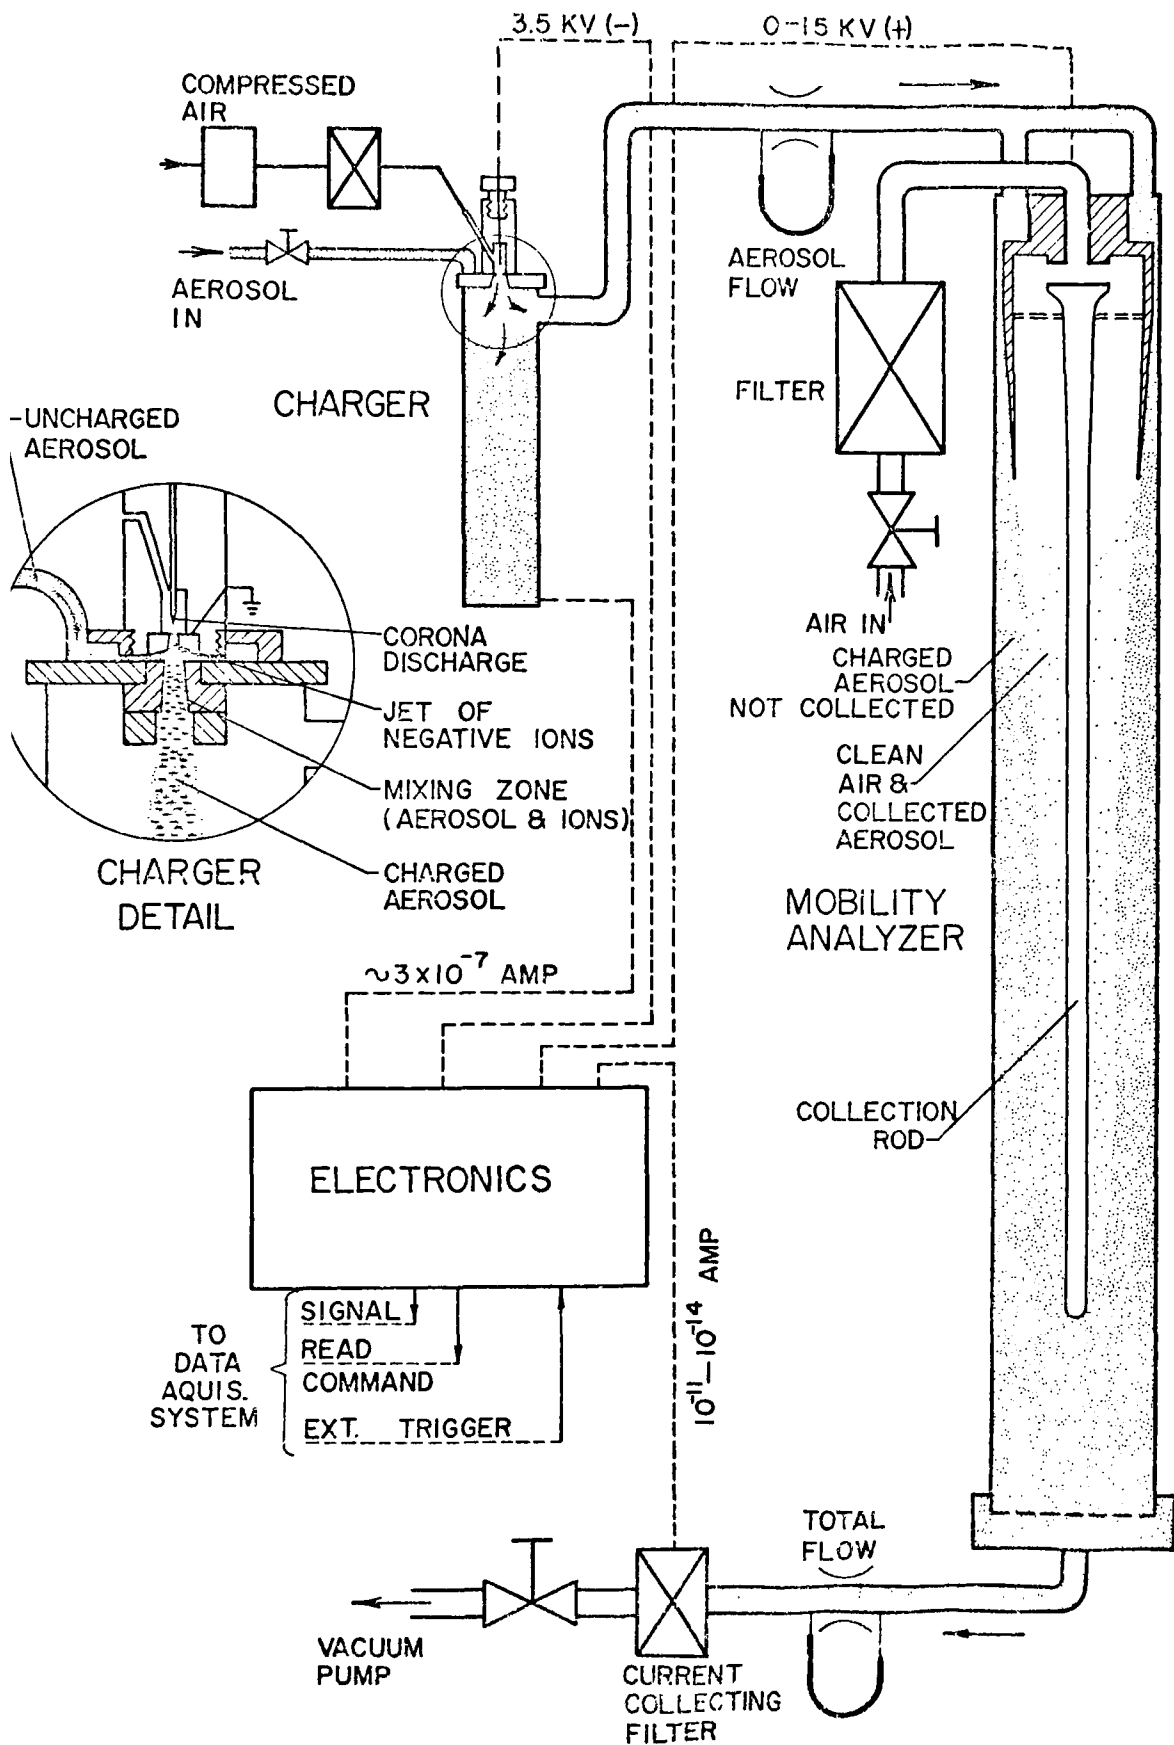 3.5 KV (-)
0-15 KV (+)
COMPRESSED
AIR
AEROSOL
IN
AEROSOL
FLOW
CHARGER
FILTER
-UNCHARGED
AEROSOL
CORONA
DISCHARGE
JET OF
NEGATIVE IONS
MIXING ZONE
(AEROSOL & IONS)
CHARGED
AEROSOL
CHARGER
DETAIL
AIR IN
CHARGED
AEROSOL
NOT COLLECTED
CLEAN
AIR &
COLLECTED
AEROSOL
MOBILITY
ANALYZER
~3x10⁻⁷ AMP
COLLECTION
ROD
ELECTRONICS
10⁻¹¹—10⁻¹⁴ AMP
SIGNAL
READ
COMMAND
EXT. TRIGGER
TO
DATA
AQUIS.
SYSTEM
TOTAL
FLOW
VACUUM
PUMP
CURRENT
COLLECTING
FILTER